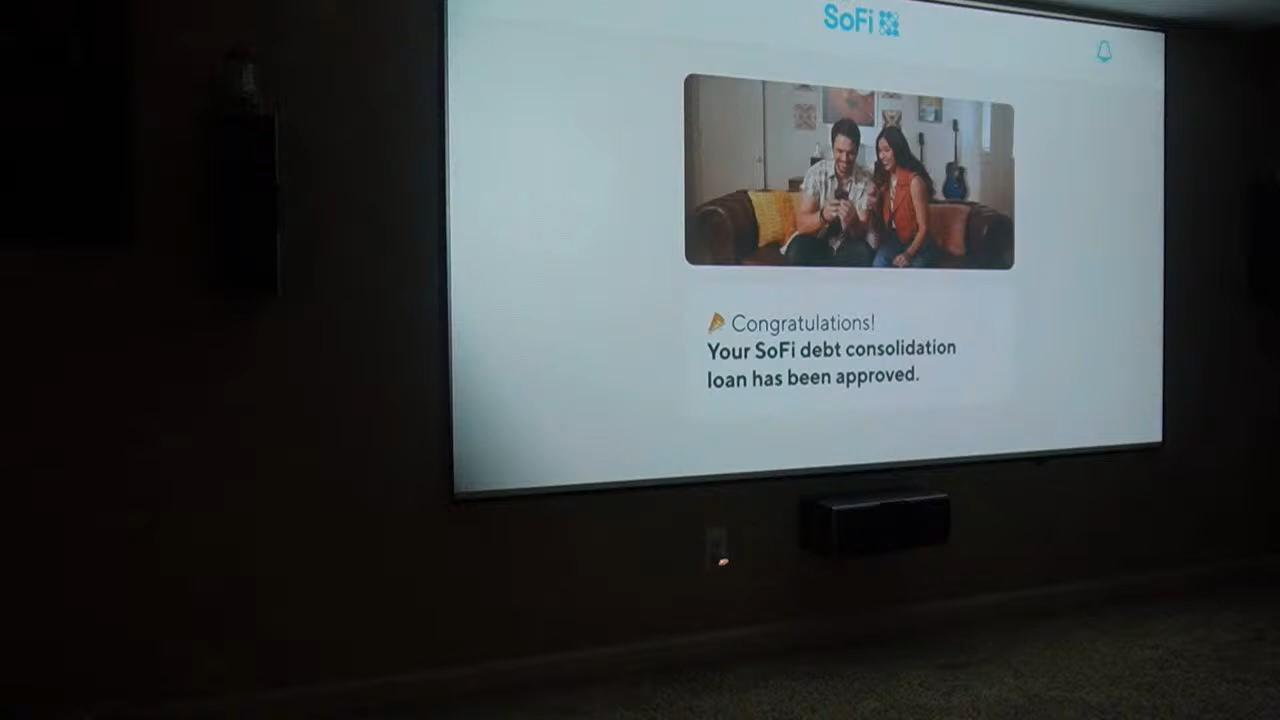 SoFi
Congratulations!
Your SoFi debt consolidation
loan has been approved.